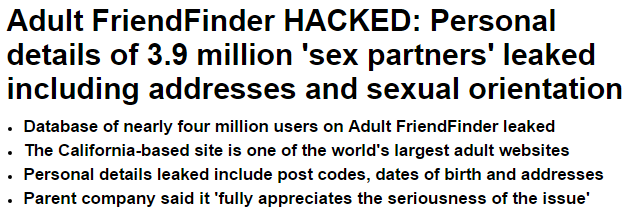 Adult FriendFinder HACKED: Personal
details of 3.9 million 'sex partners' leaked
including addresses and sexual orientation
• Database of nearly four million users on Adult FriendFinder leaked
• The California-based site is one of the world's largest adult websites
• Personal details leaked include post codes, dates of birth and addresses
• Parent company said it 'fully appreciates the seriousness of the issue'